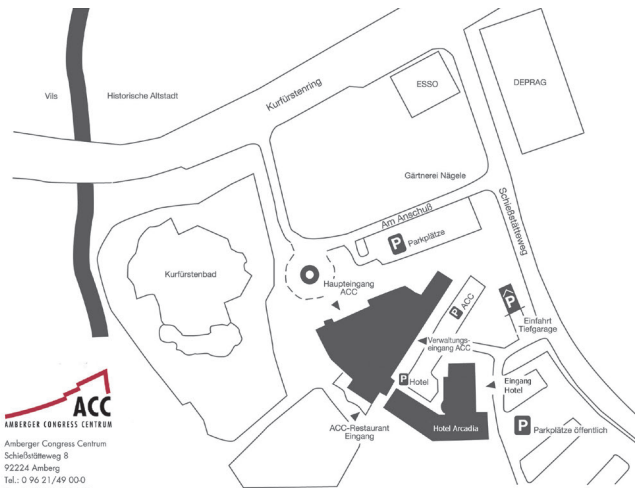 Vils
Historische Altstadt
Kurfürstenring
ESSO
DEPRAG
Gärtnerei Nägele
Am Anschuß
Schießstätteweg
P
Parkplätze
Kurfürstenbad
Haupteingang
ACC
P ACC
P
Einfahrt
Tiefgarage
Verwaltungs-
eingang ACC
P Hotel
Eingang
Hotel
ACC-Restaurant
Eingang
Hotel Arcadia
P Parkplätze öffentlich
ACC
AMBERGER CONGRESS CENTRUM
Amberger Congress Centrum
Schießstätteweg 8
92224 Amberg
Tel.: 0 96 21/49 00-0